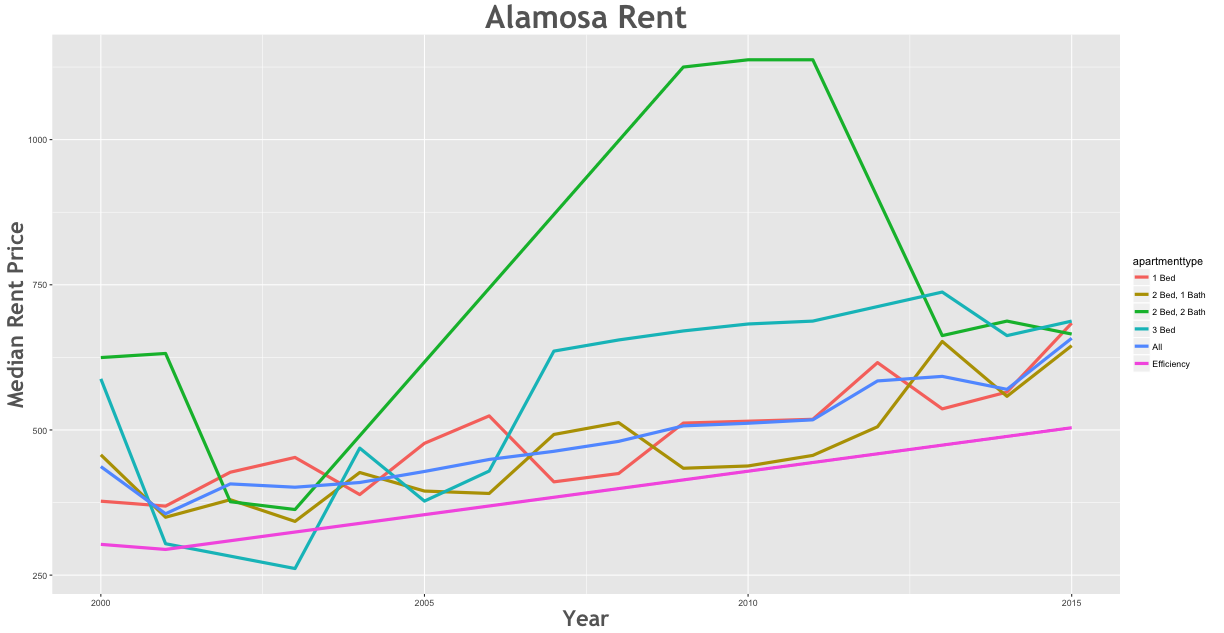 Alamosa Rent
Median Rent Price
1000
750
500
250
2000
2005
2010
2015
Year
apartmenttype
1 Bed
2 Bed, 1 Bath
2 Bed, 2 Bath
3 Bed
All
Efficiency